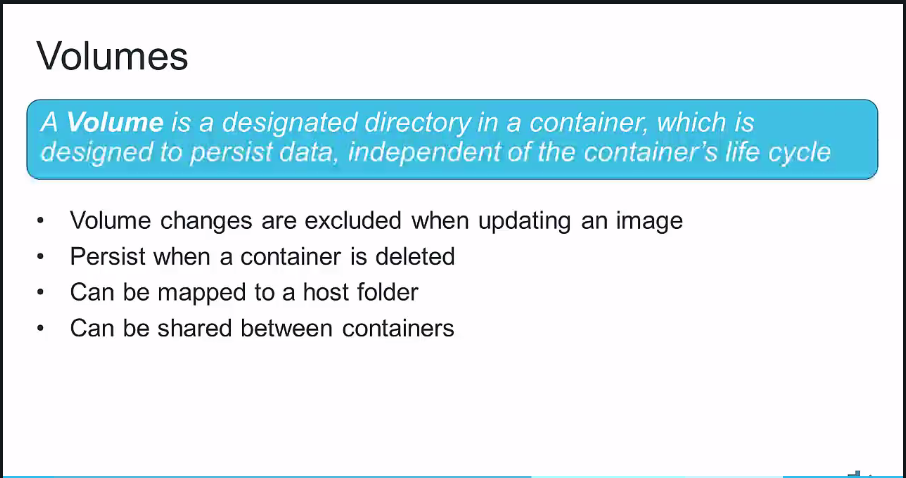 Volumes
A Volume is a designated directory in a container, which is
designed to persist data, independent of the container's life cycle
• Volume changes are excluded when updating an image
• Persist when a container is deleted
• Can be mapped to a host folder
• Can be shared between containers